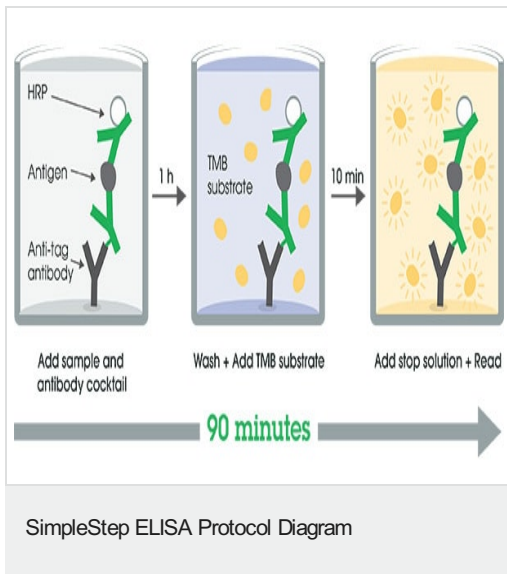 HRP
Antigen
Anti-tag
antibody
1 h
TMB
substrate
10 min
Add sample and
antibody cocktail
Wash + Add TMB substrate
Add stop solution + Read
90 minutes
SimpleStep ELISA Protocol Diagram